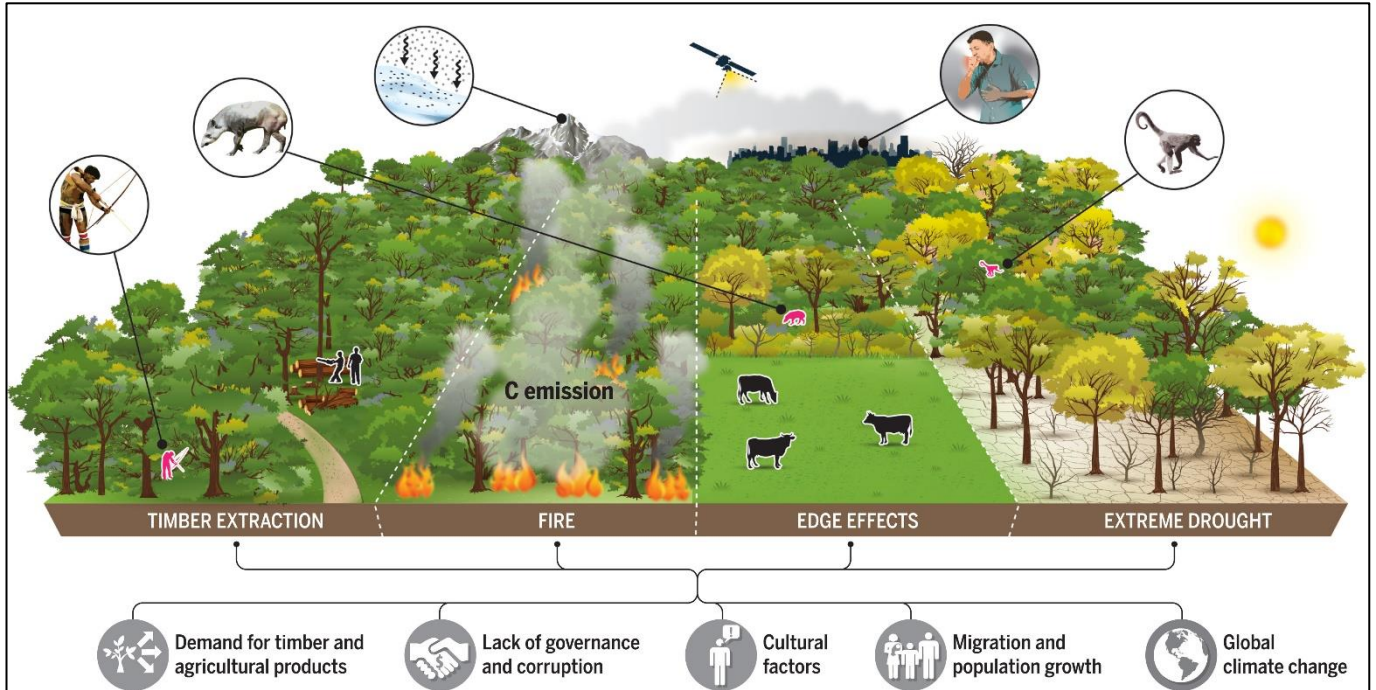 C emission
TIMBER EXTRACTION
FIRE
EDGE EFFECTS
EXTREME DROUGHT
Demand for timber and
agricultural products
Lack of governance
and corruption
Cultural
factors
Migration and
population growth
Global
climate change